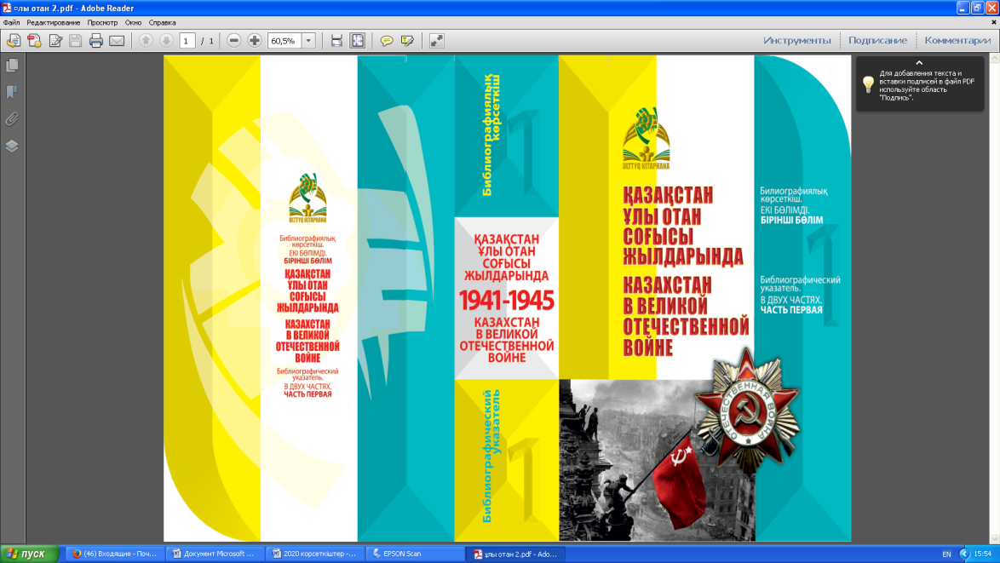 ¤лы отан 2.pdf - Adobe Reader
Файл Редактирование Просмотр Окно Справка
1 / 1 60,5% Инструменты Подписание Комментарии
Для добавления текста и
вставки подписей в файл PDF
используйте область
"Подпись".
ULTTYQ KITAPHANA
Библиографиялық
көрсеткіш.
ЕКІ БӨЛІМДІ.
БІРІНШІ БӨЛІМ
ҚАЗАҚСТАН
ҰЛЫ ОТАН
СОҒЫСЫ
ЖЫЛДАРЫНДА
КАЗАХСТАН
В ВЕЛИКОЙ
ОТЕЧЕСТВЕННОЙ
ВОЙНЕ
Библиографический
указатель.
В ДВУХ ЧАСТЯХ.
ЧАСТЬ ПЕРВАЯ
Библиографиялық
көрсеткіш
1
ҚАЗАҚСТАН
ҰЛЫ ОТАН
СОҒЫСЫ
ЖЫЛДАРЫНДА
1941-1945
КАЗАХСТАН
В ВЕЛИКОЙ
ОТЕЧЕСТВЕННОЙ
ВОЙНЕ
Библиографический
указатель
1
ULTTYQ KITAPHANA
ҚАЗАҚСТАН
ҰЛЫ ОТАН
СОҒЫСЫ
ЖЫЛДАРЫНДА
КАЗАХСТАН
В ВЕЛИКОЙ
ОТЕЧЕСТВЕННОЙ
ВОЙНЕ
Билиографиялық
көрсеткіш.
ЕКІ БӨЛІМДІ.
БІРІНШІ БӨЛІМ
1
Библиографический
указатель.
В ДВУХ ЧАСТЯХ.
ЧАСТЬ ПЕРВАЯ
ОТЕЧЕСТВЕННАЯ ВОЙНА
пуск (46) Входящие - Поч... Документ Microsoft ... 2020 корсеткіштер -... EPSON Scan ұлы отан 2.pdf - Ado... EN 15:54